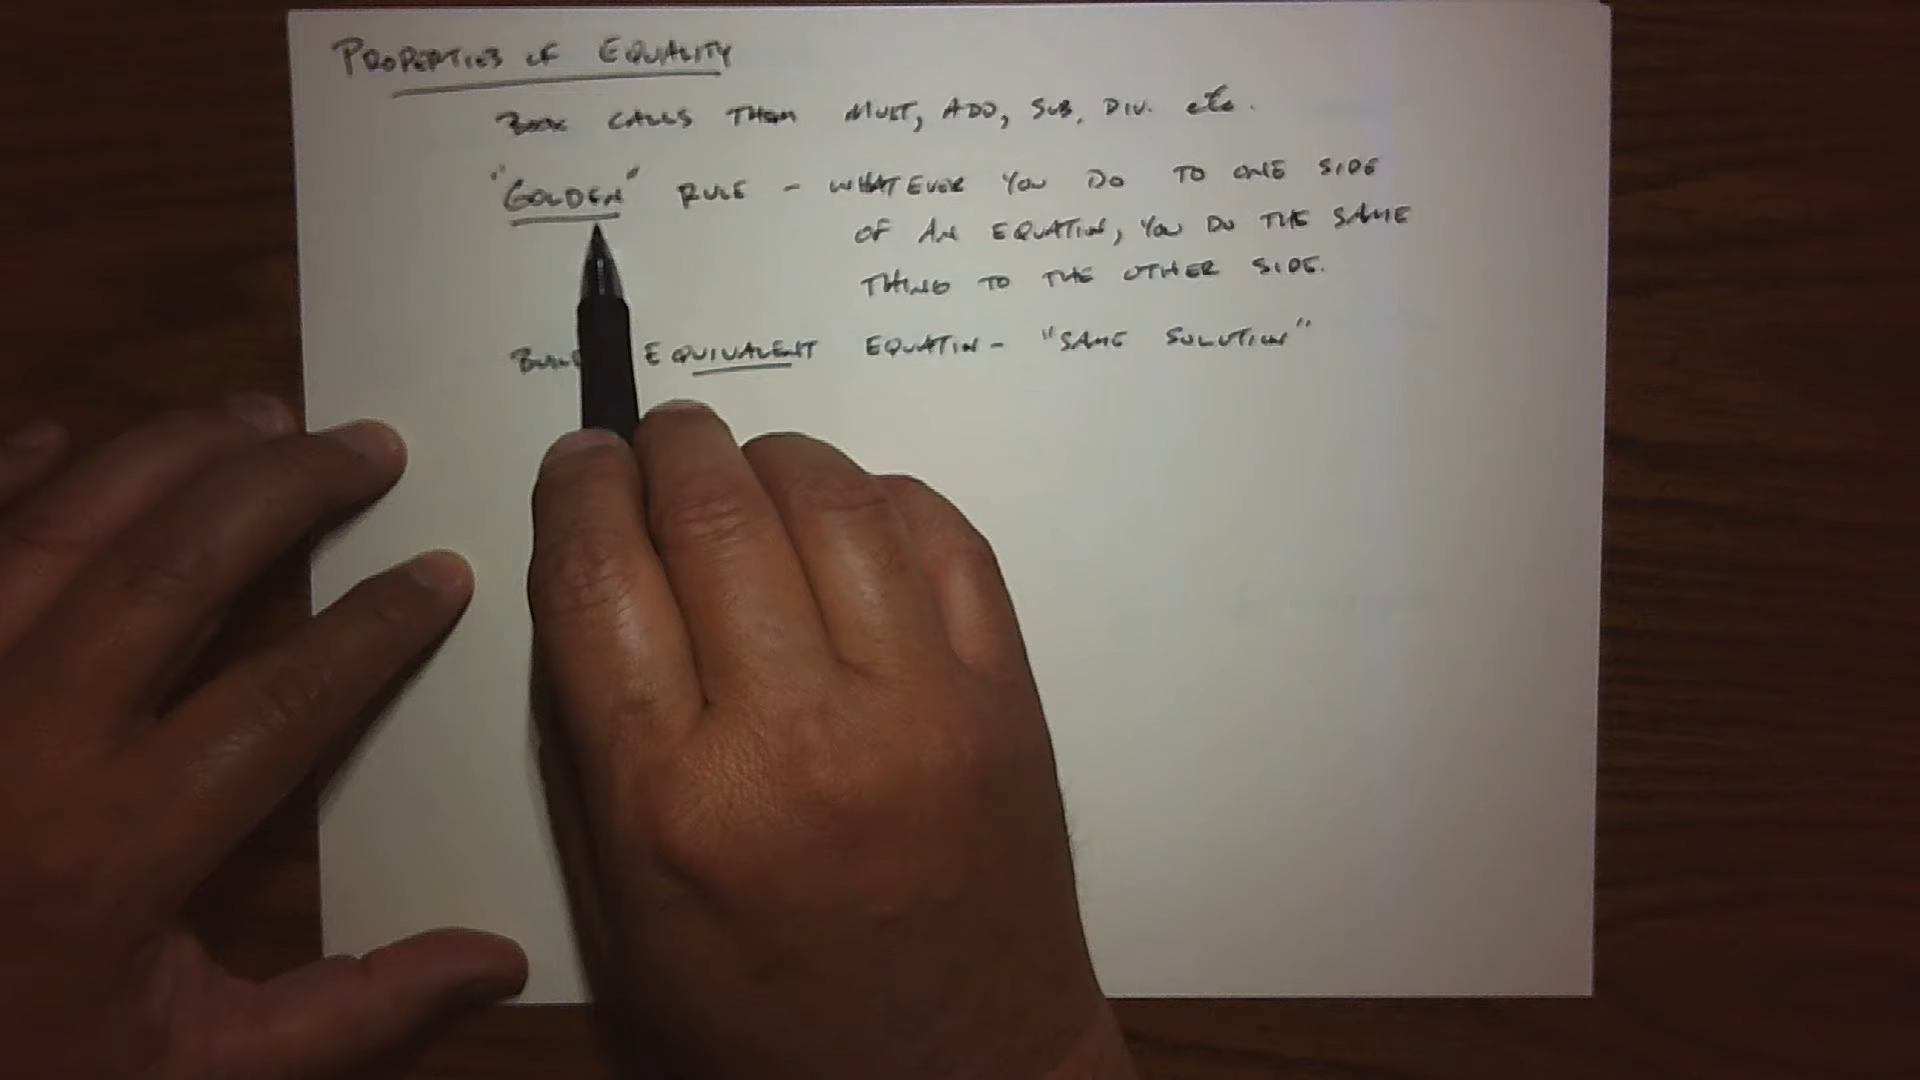 PROPERTIES OF EQUALITY
BOOK CALLS THEM MULT, ADD, SUB, DIV. etc.
"GOLDEN" RULE - WHATEVER YOU DO TO ONE SIDE
OF AN EQUATION, YOU DO THE SAME
THING TO THE OTHER SIDE.
EQUIVALENT EQUATION - "SAME SOLUTION"